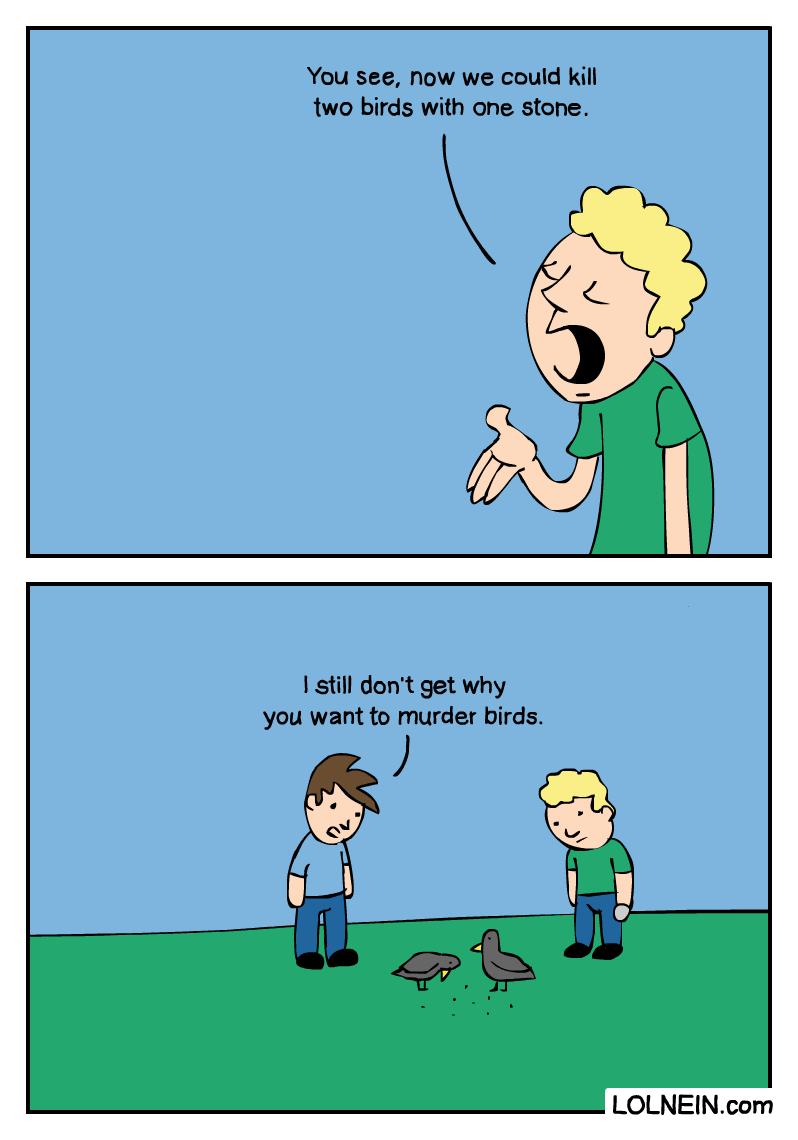 You see, now we could kill
two birds with one stone.
I still don't get why
you want to murder birds.
LOLNEIN.com